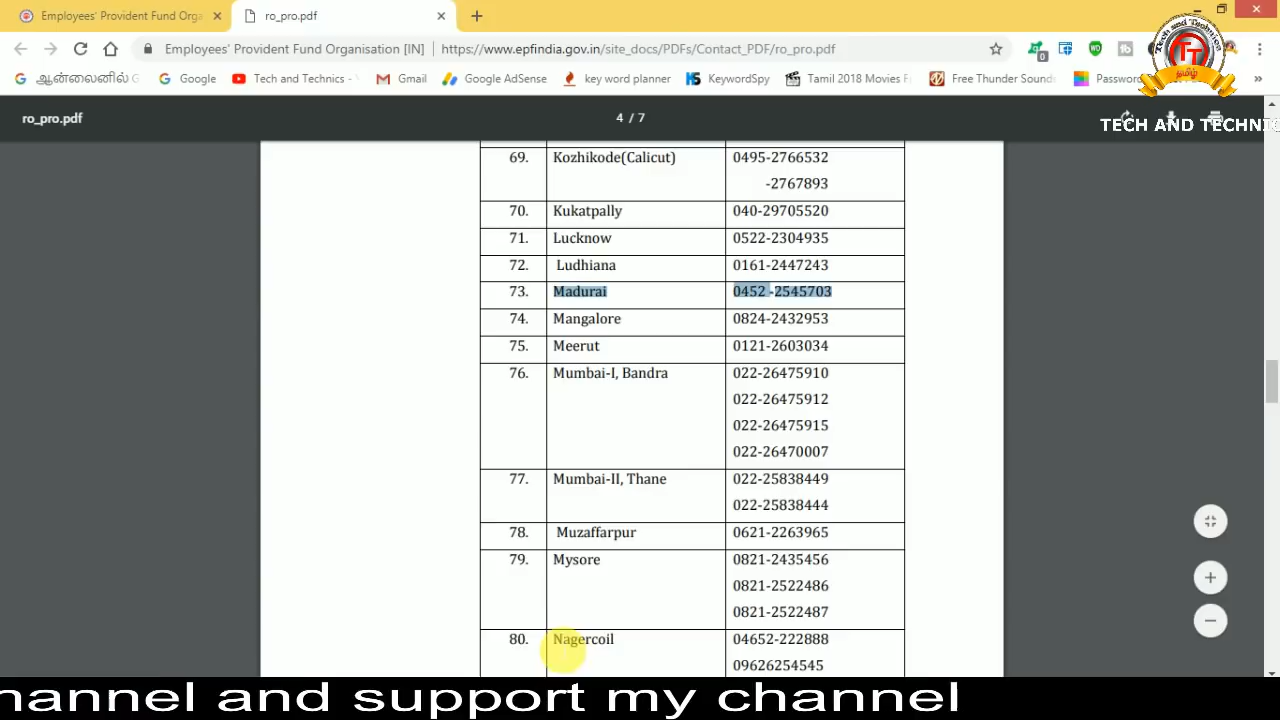 Employees' Provident Fund Orga
ro_pro.pdf
Employees' Provident Fund Organisation [IN] https://www.epfindia.gov.in/site_docs/PDFs/Contact_PDF/ro_pro.pdf
ஆன்லைனில் G Google Tech and Technics - Gmail Google AdSense key word planner KeywordSpy Tamil 2018 Movies F Free Thunder Sound Passwor
தமிழ்
ro_pro.pdf 4 / 7
TECH AND TECHNI
69. Kozhikode(Calicut) 0495-2766532
-2767893
70. Kukatpally 040-29705520
71. Lucknow 0522-2304935
72. Ludhiana 0161-2447243
73. Madurai 0452 -2545703
74. Mangalore 0824-2432953
75. Meerut 0121-2603034
76. Mumbai-I, Bandra 022-26475910
022-26475912
022-26475915
022-26470007
77. Mumbai-II, Thane 022-25838449
022-25838444
78. Muzaffarpur 0621-2263965
79. Mysore 0821-2435456
0821-2522486
0821-2522487
80. Nagercoil 04652-222888
09626254545
hannel and support my channel